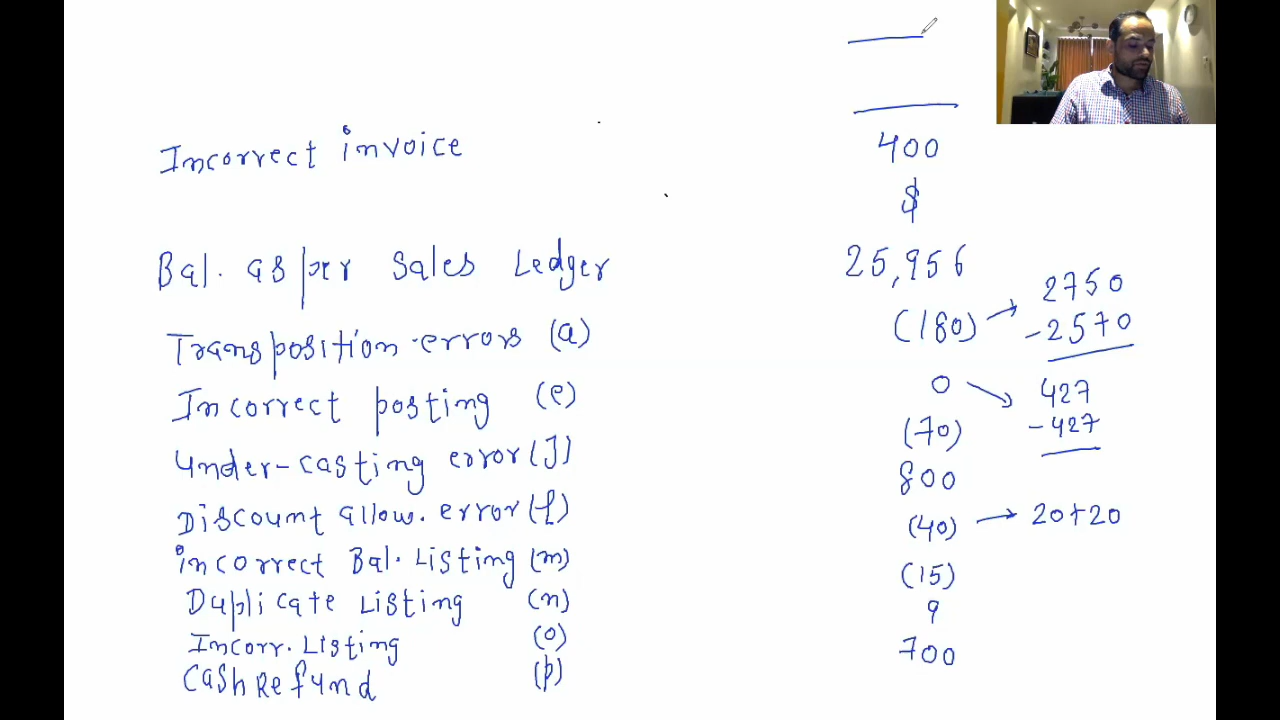 Incorrect invoice 400
$
Bal. as per Sales Ledger 25,956
Transposition errors (a) (180) → 2750
- 2570
Incorrect posting (e) 0 → 427
- 427
Under-casting error (J) (70)
Discount allow. error (f) 800
incorrect Bal. Listing (m) (40) → 20+20
Duplicate Listing (n) (15)
Incorr. Listing (o) 9
Cash Refund (p) 700